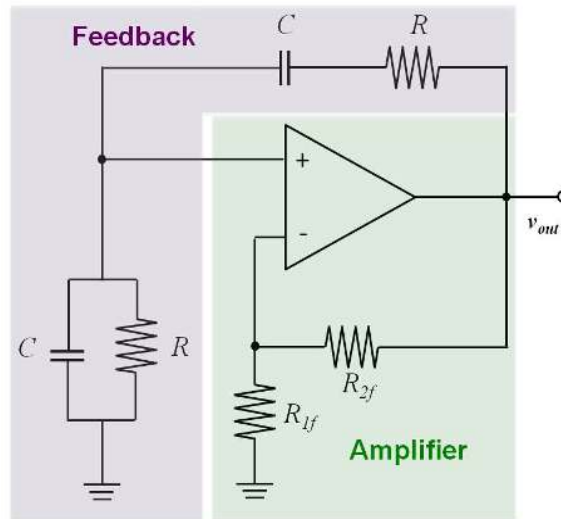 Feedback
C
R
+
-
v_out
C
R
R_2f
R_1f
Amplifier